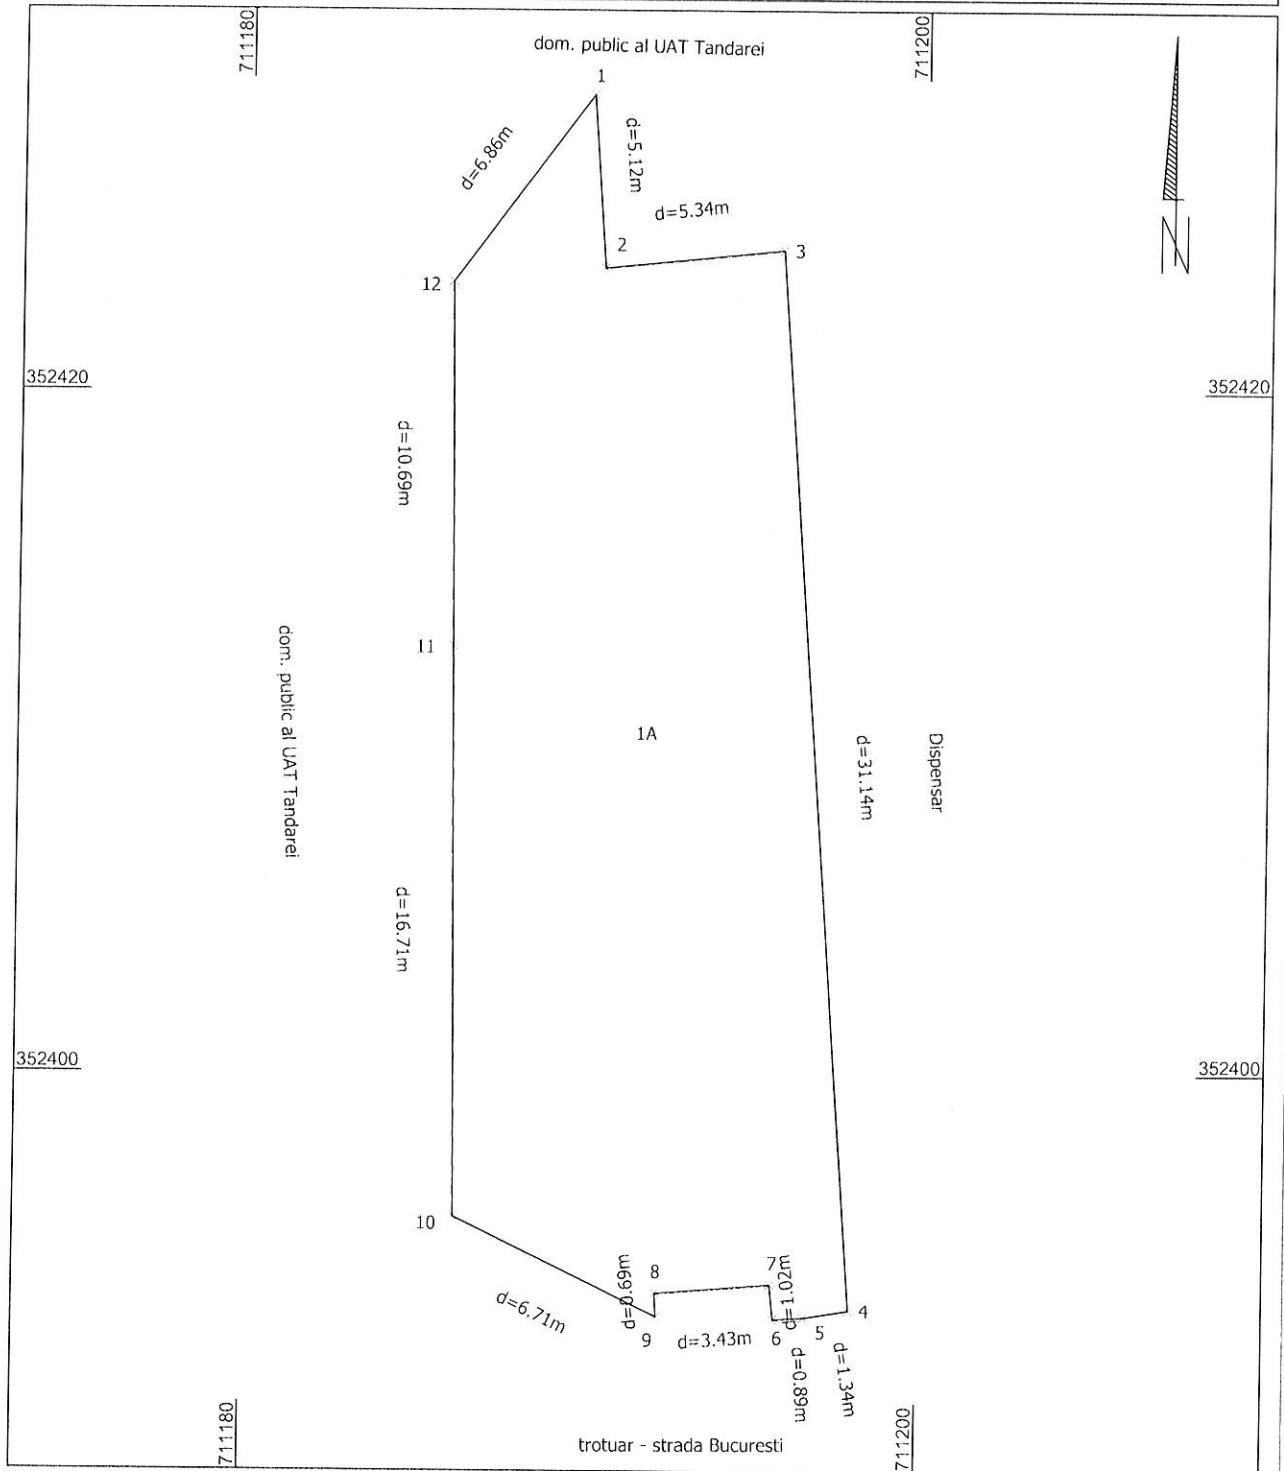 711180
711200
dom. public al UAT Tandarei
1
d=6.86m
d=5.12m
d=5.34m
2
3
N
12
352420
352420
d=10.69m
11
dom. public al UAT Tandarei
1A
d=31.14m
Dispensar
d=16.71m
352400
352400
10
d=6.71m
d=0.69m
8
7
d=1.02m
9
d=3.43m
6
5
4
d=0.89m
d=1.34m
711180
711200
trotuar - strada Bucuresti